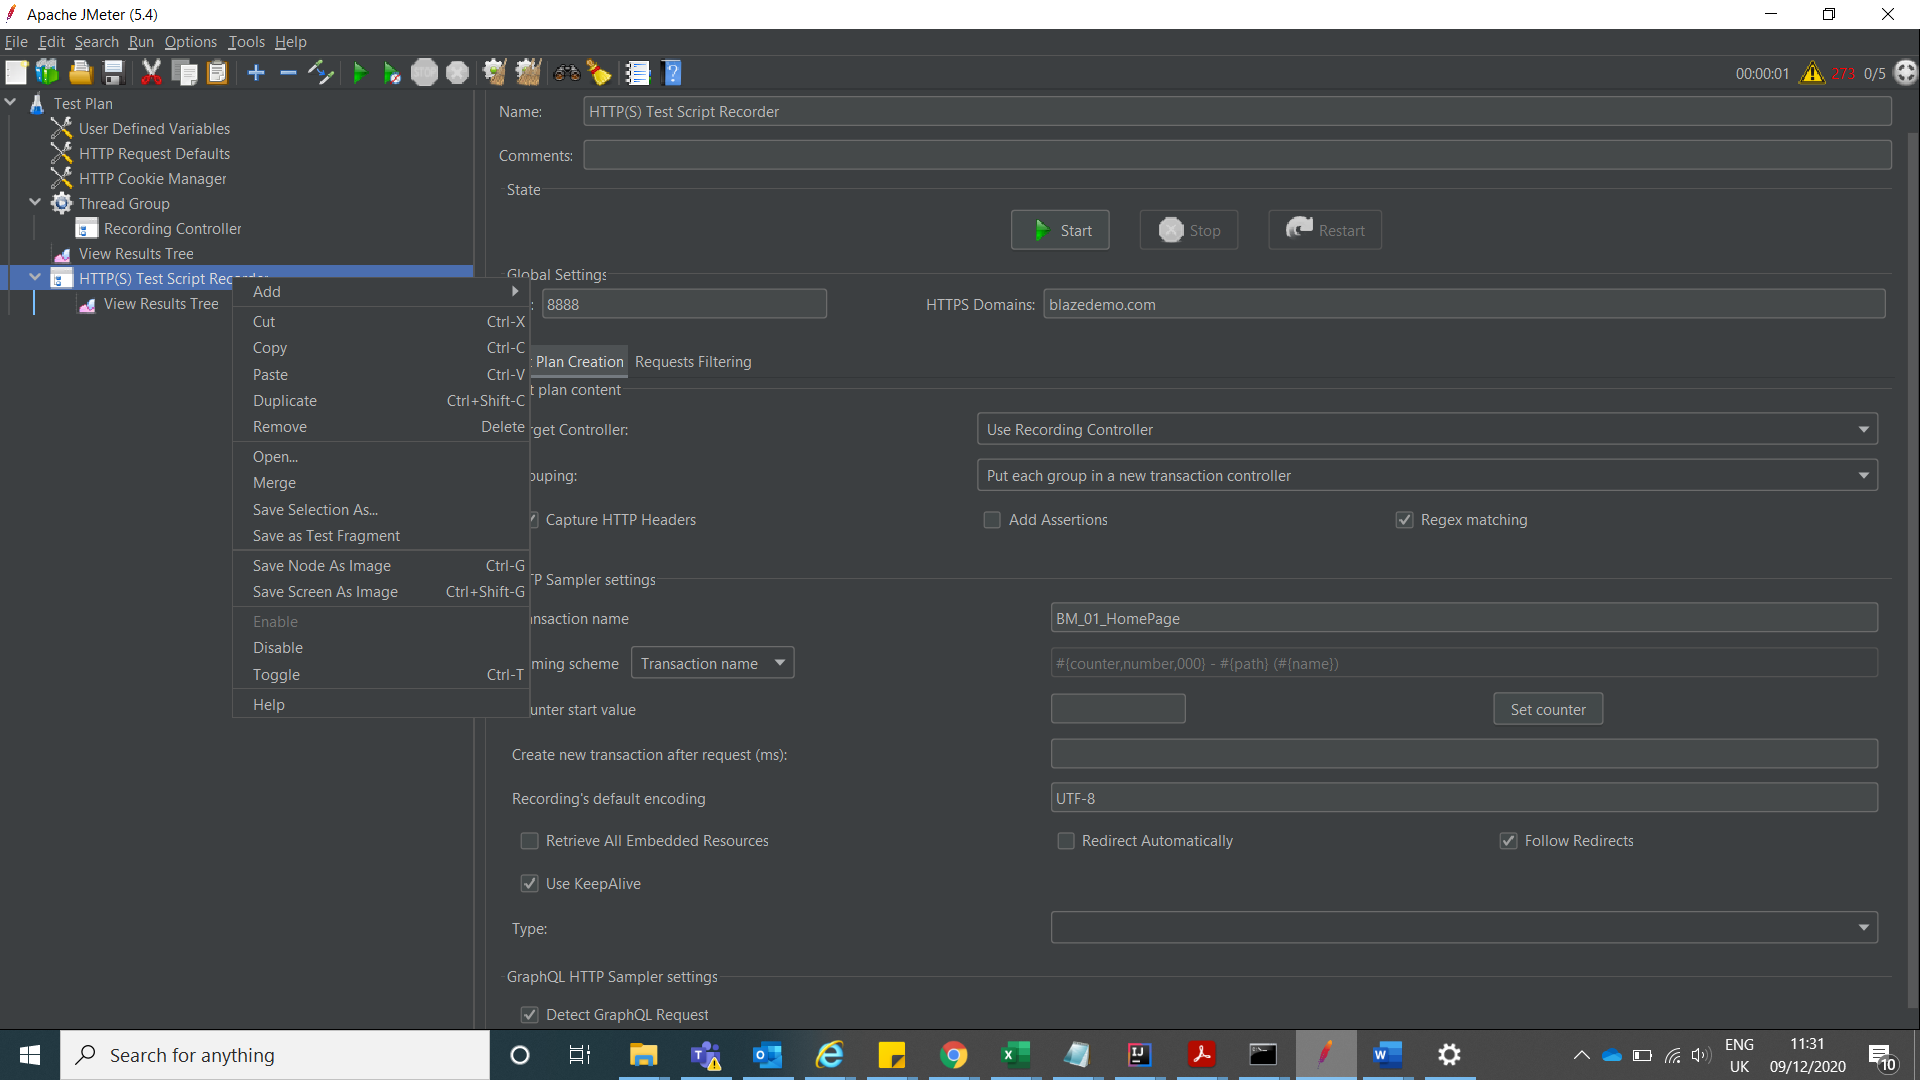 Apache JMeter (5.4)
File Edit Search Run Options Tools Help
STOP
00:00:01 273 0/5
Test Plan
User Defined Variables
HTTP Request Defaults
HTTP Cookie Manager
Thread Group
Recording Controller
View Results Tree
HTTP(S) Test Script Recorder
View Results Tree
Add
Cut Ctrl-X
Copy Ctrl-C
Paste Ctrl-V
Duplicate Ctrl+Shift-C
Remove Delete
Open...
Merge
Save Selection As...
Save as Test Fragment
Save Node As Image Ctrl-G
Save Screen As Image Ctrl+Shift-G
Enable
Disable
Toggle Ctrl-T
Help
Name: HTTP(S) Test Script Recorder
Comments:
State
Start Stop Restart
Global Settings
: 8888 HTTPS Domains: blazedemo.com
Plan Creation Requests Filtering
t plan content
rget Controller: Use Recording Controller
ouping: Put each group in a new transaction controller
Capture HTTP Headers Add Assertions Regex matching
TP Sampler settings
nsaction name BM_01_HomePage
ming scheme Transaction name #{counter,number,000} - #{path} (#{name})
unter start value Set counter
Create new transaction after request (ms):
Recording's default encoding UTF-8
Retrieve All Embedded Resources Redirect Automatically Follow Redirects
Use KeepAlive
Type:
GraphQL HTTP Sampler settings
Detect GraphQL Request
Search for anything
ENG
UK
11:31
09/12/2020
10